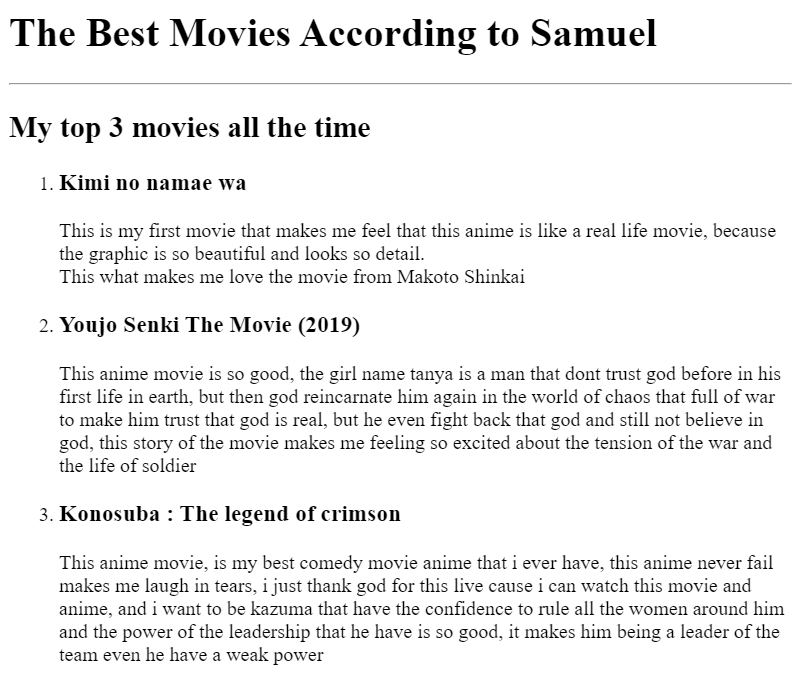 The Best Movies According to Samuel
My top 3 movies all the time
1. Kimi no namae wa
This is my first movie that makes me feel that this anime is like a real life movie, because
the graphic is so beautiful and looks so detail.
This what makes me love the movie from Makoto Shinkai
2. Youjo Senki The Movie (2019)
This anime movie is so good, the girl name tanya is a man that dont trust god before in his
first life in earth, but then god reincarnate him again in the world of chaos that full of war
to make him trust that god is real, but he even fight back that god and still not believe in
god, this story of the movie makes me feeling so excited about the tension of the war and
the life of soldier
3. Konosuba : The legend of crimson
This anime movie, is my best comedy movie anime that i ever have, this anime never fail
makes me laugh in tears, i just thank god for this live cause i can watch this movie and
anime, and i want to be kazuma that have the confidence to rule all the women around him
and the power of the leadership that he have is so good, it makes him being a leader of the
team even he have a weak power